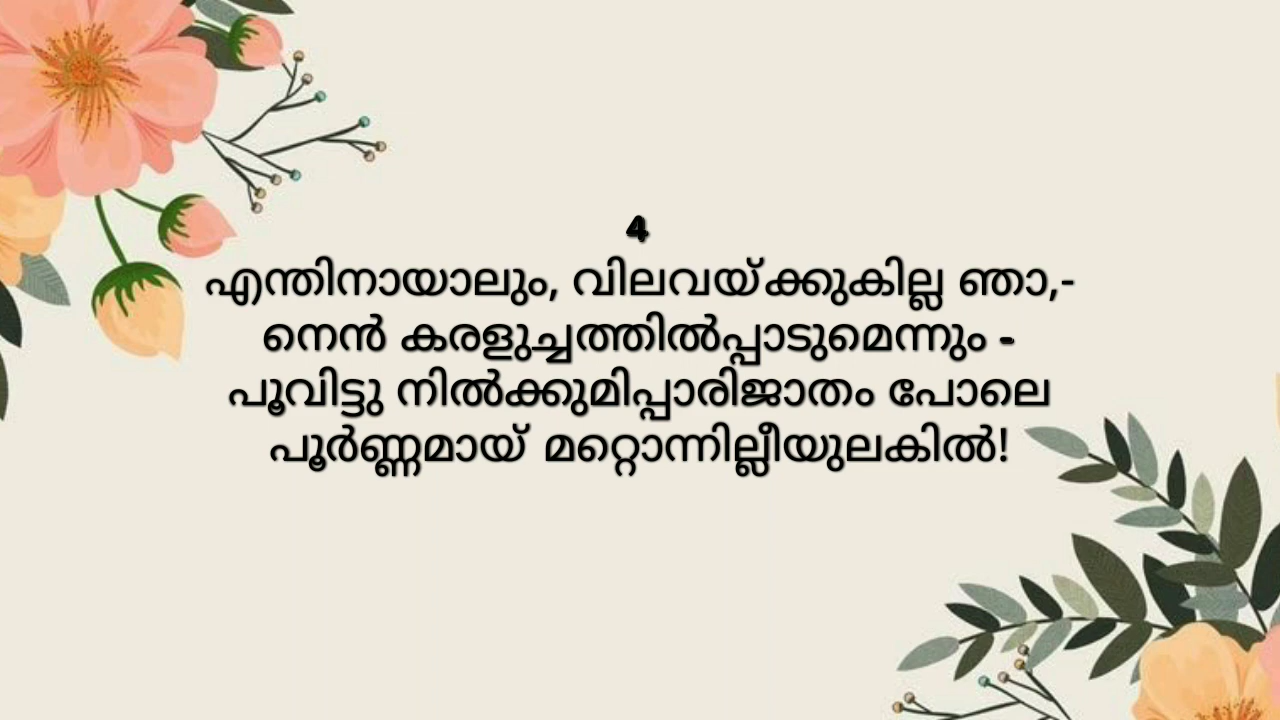 4
എന്തിനായാലും, വിലവയ്ക്കുകില്ല ഞാ,-
നെൻ കരളുച്ചത്തിൽപ്പാടുമെന്നും -
പൂവിട്ടു നിൽക്കുമിപ്പാരിജാതം പോലെ
പൂർണ്ണമായ് മറ്റൊന്നില്ലീയുലകിൽ!